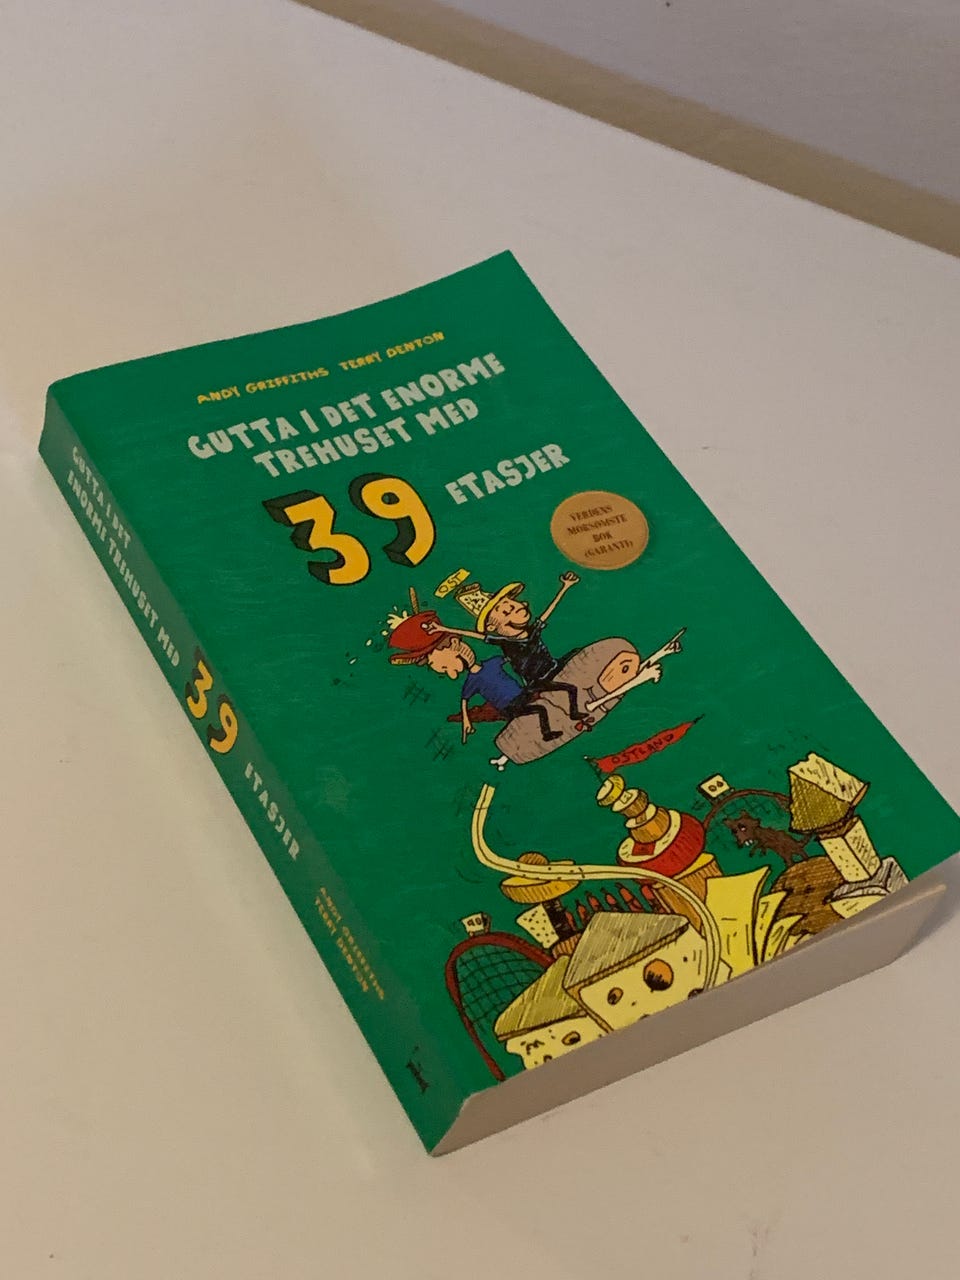 ANDY GRIFFITHS TERRY DENTON
GUTTA I DET ENORME
TREHUSET MED
39 ETASJER
VERDENS
MORSOMSTE
BOK
(GARANTI)
OST
OSTLAND
GUTTA I DET
ENORME TREHUSET MED
39 ETASJER
ANDY GRIFFITHS
TERRY DENTON